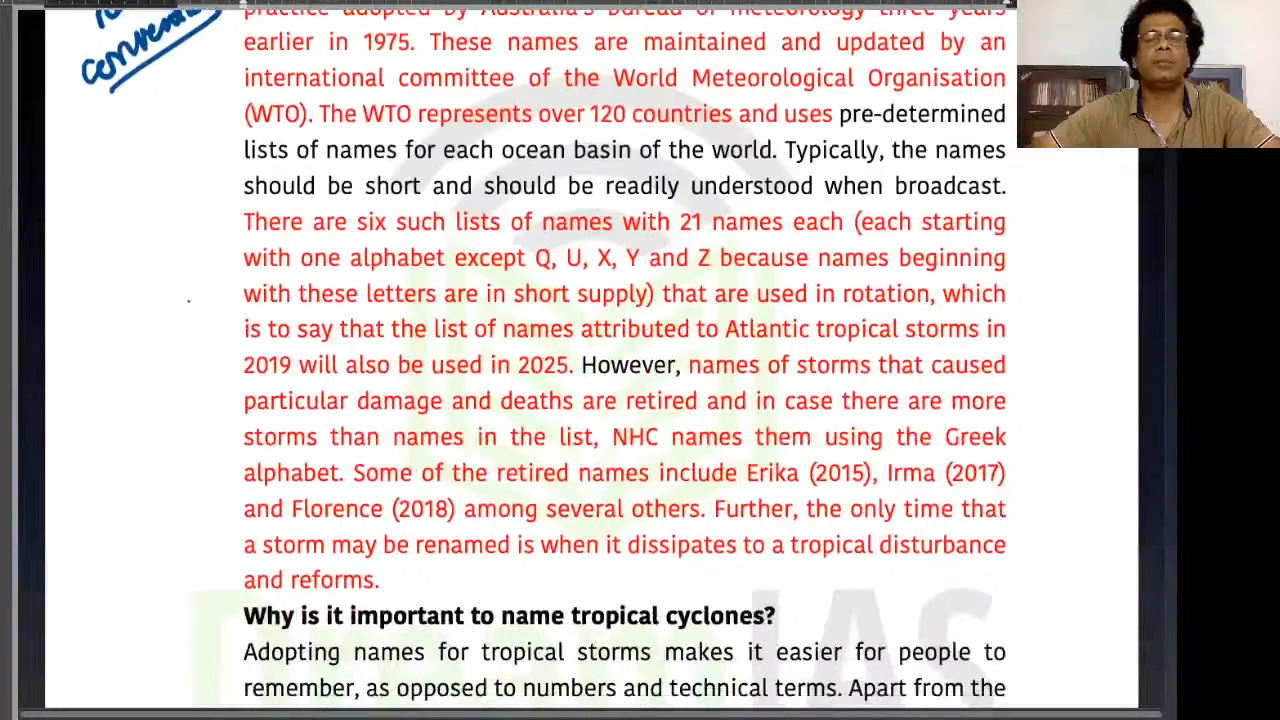 practice adopted by Australia's Bureau of Meteorology three years
earlier in 1975. These names are maintained and updated by an
international committee of the World Meteorological Organisation
(WTO). The WTO represents over 120 countries and uses pre-determined
lists of names for each ocean basin of the world. Typically, the names
should be short and should be readily understood when broadcast.
There are six such lists of names with 21 names each (each starting
with one alphabet except Q, U, X, Y and Z because names beginning
with these letters are in short supply) that are used in rotation, which
is to say that the list of names attributed to Atlantic tropical storms in
2019 will also be used in 2025. However, names of storms that caused
particular damage and deaths are retired and in case there are more
storms than names in the list, NHC names them using the Greek
alphabet. Some of the retired names include Erika (2015), Irma (2017)
and Florence (2018) among several others. Further, the only time that
a storm may be renamed is when it dissipates to a tropical disturbance
and reforms.
Why is it important to name tropical cyclones?
Adopting names for tropical storms makes it easier for people to
remember, as opposed to numbers and technical terms. Apart from the
IAS